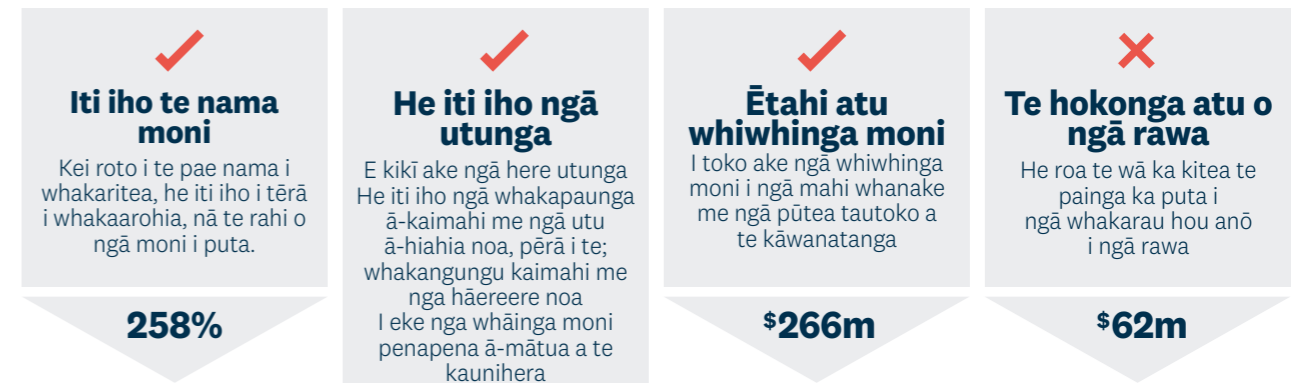 Iti iho te nama
moni
Kei roto i te pae nama i
whakaritea, he iti iho i tērā
i whakaarohia, nā te rahi o
ngā moni i puta.
258%
He iti iho ngā
utunga
E kikī ake ngā here utunga
He iti iho ngā whakapaunga
ā-kaimahi me ngā utu
ā-hiahia noa, pērā i te;
whakangungu kaimahi me
nga hāereere noa
I eke nga whāinga moni
penapena ā-mātua a te
kaunihera
Ētahi atu
whiwhinga moni
I toko ake ngā whiwhinga
moni i ngā mahi whanake
me ngā pūtea tautoko a
te kāwanatanga
$266m
Te hokonga atu o
ngā rawa
He roa te wā ka kitea te
painga ka puta i
ngā whakarau hou anō
i ngā rawa
$62m